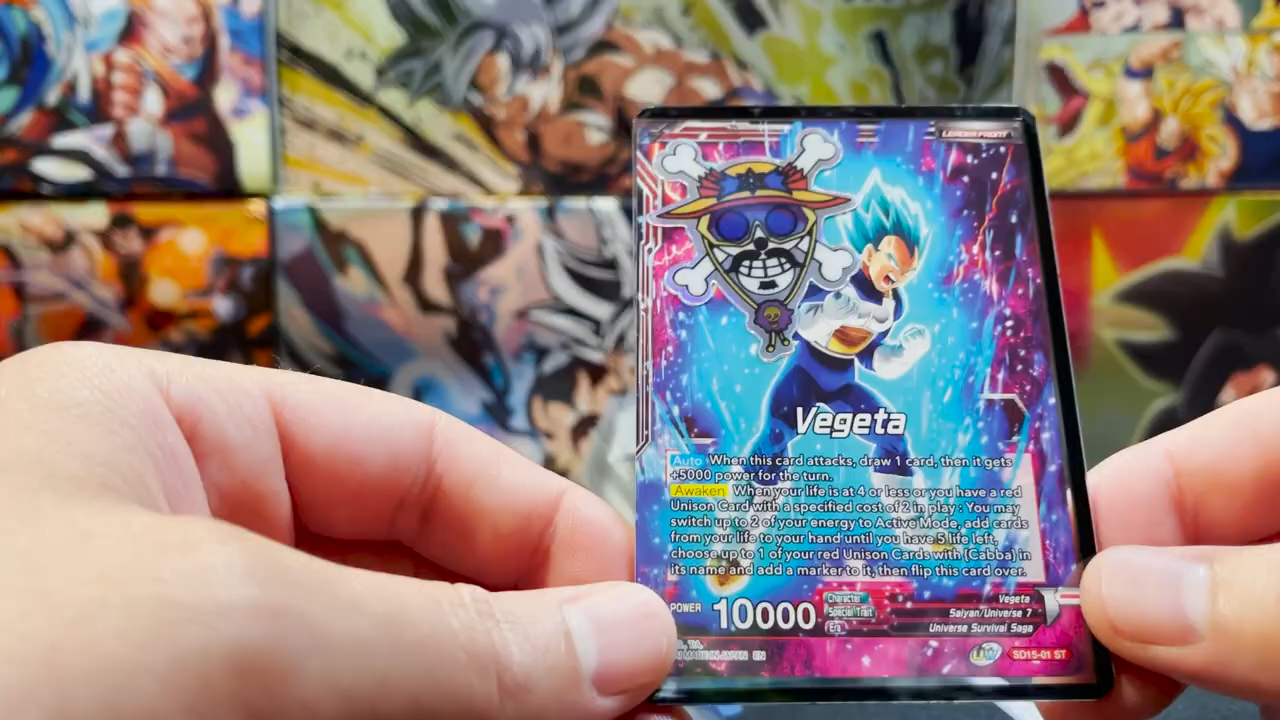 LEADER FRONT
Vegeta
Auto When this card attacks, draw 1 card, then it gets
+5000 power for the turn.
Awaken When your life is at 4 or less or you have a red
Unison Card with a specified cost of 2 in play : You may
switch up to 2 of your energy to Active Mode, add cards
from your life to your hand until you have 5 life left,
choose up to 1 of your red Unison Cards with {Cabba} in
its name and add a marker to it, then flip this card over.
POWER 10000
Character Vegeta
Special Trait Saiyan/Universe 7
Era Universe Survival Saga
MADE IN JAPAN EN
UW SD15-01 ST